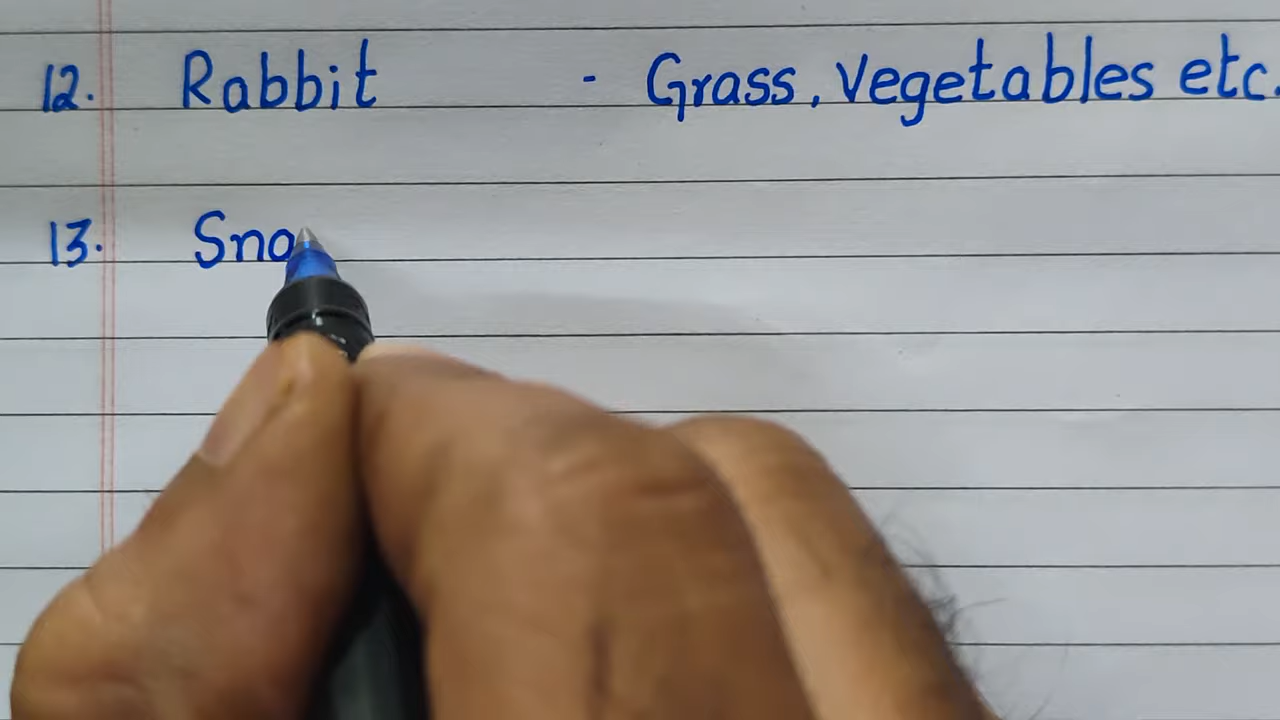 12. Rabbit - Grass, Vegetables etc.
13.